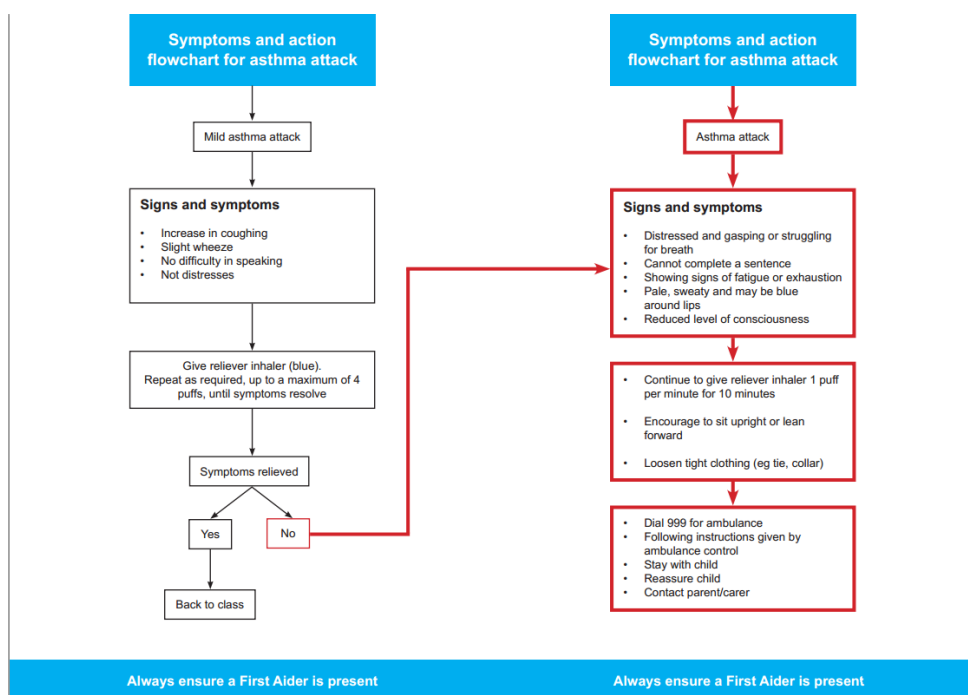 Symptoms and action
flowchart for asthma attack
Mild asthma attack
Signs and symptoms
• Increase in coughing
• Slight wheeze
• No difficulty in speaking
• Not distresses
Give reliever inhaler (blue).
Repeat as required, up to a maximum of 4
puffs, until symptoms resolve
Symptoms relieved
Yes
No
Back to class
Always ensure a First Aider is present
Symptoms and action
flowchart for asthma attack
Asthma attack
Signs and symptoms
• Distressed and gasping or struggling
for breath
• Cannot complete a sentence
• Showing signs of fatigue or exhaustion
• Pale, sweaty and may be blue
around lips
• Reduced level of consciousness
• Continue to give reliever inhaler 1 puff
per minute for 10 minutes
• Encourage to sit upright or lean
forward
• Loosen tight clothing (eg tie, collar)
• Dial 999 for ambulance
• Following instructions given by
ambulance control
• Stay with child
• Reassure child
• Contact parent/carer
Always ensure a First Aider is present